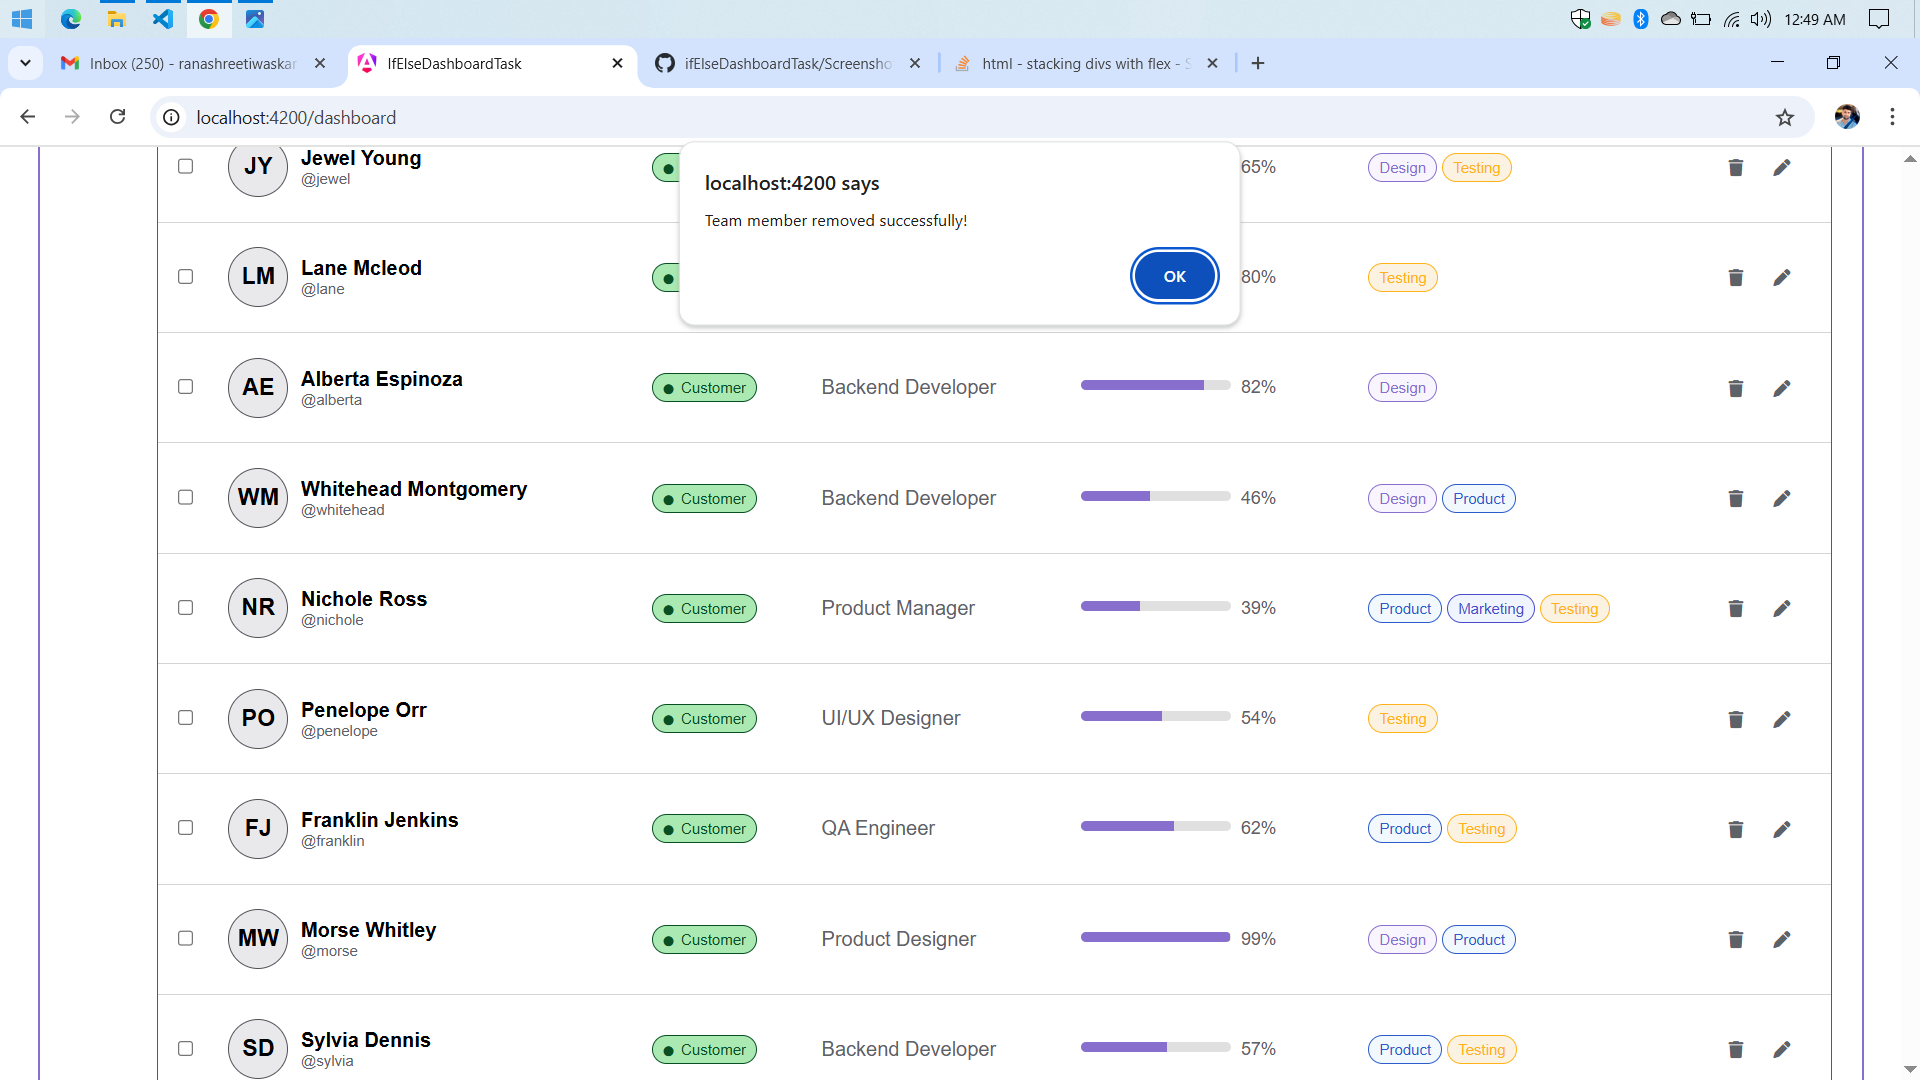 12:49 AM
Inbox (250) - ranashreetiwaskar
IfElseDashboardTask
ifElseDashboardTask/Screensho
html - stacking divs with flex - S
localhost:4200/dashboard
localhost:4200 says
Team member removed successfully!
OK
JY Jewel Young 65% Design Testing
@jewel
LM Lane Mcleod 80% Testing
@lane
AE Alberta Espinoza Customer Backend Developer 82% Design
@alberta
WM Whitehead Montgomery Customer Backend Developer 46% Design Product
@whitehead
NR Nichole Ross Customer Product Manager 39% Product Marketing Testing
@nichole
PO Penelope Orr Customer UI/UX Designer 54% Testing
@penelope
FJ Franklin Jenkins Customer QA Engineer 62% Product Testing
@franklin
MW Morse Whitley Customer Product Designer 99% Design Product
@morse
SD Sylvia Dennis Customer Backend Developer 57% Product Testing
@sylvia